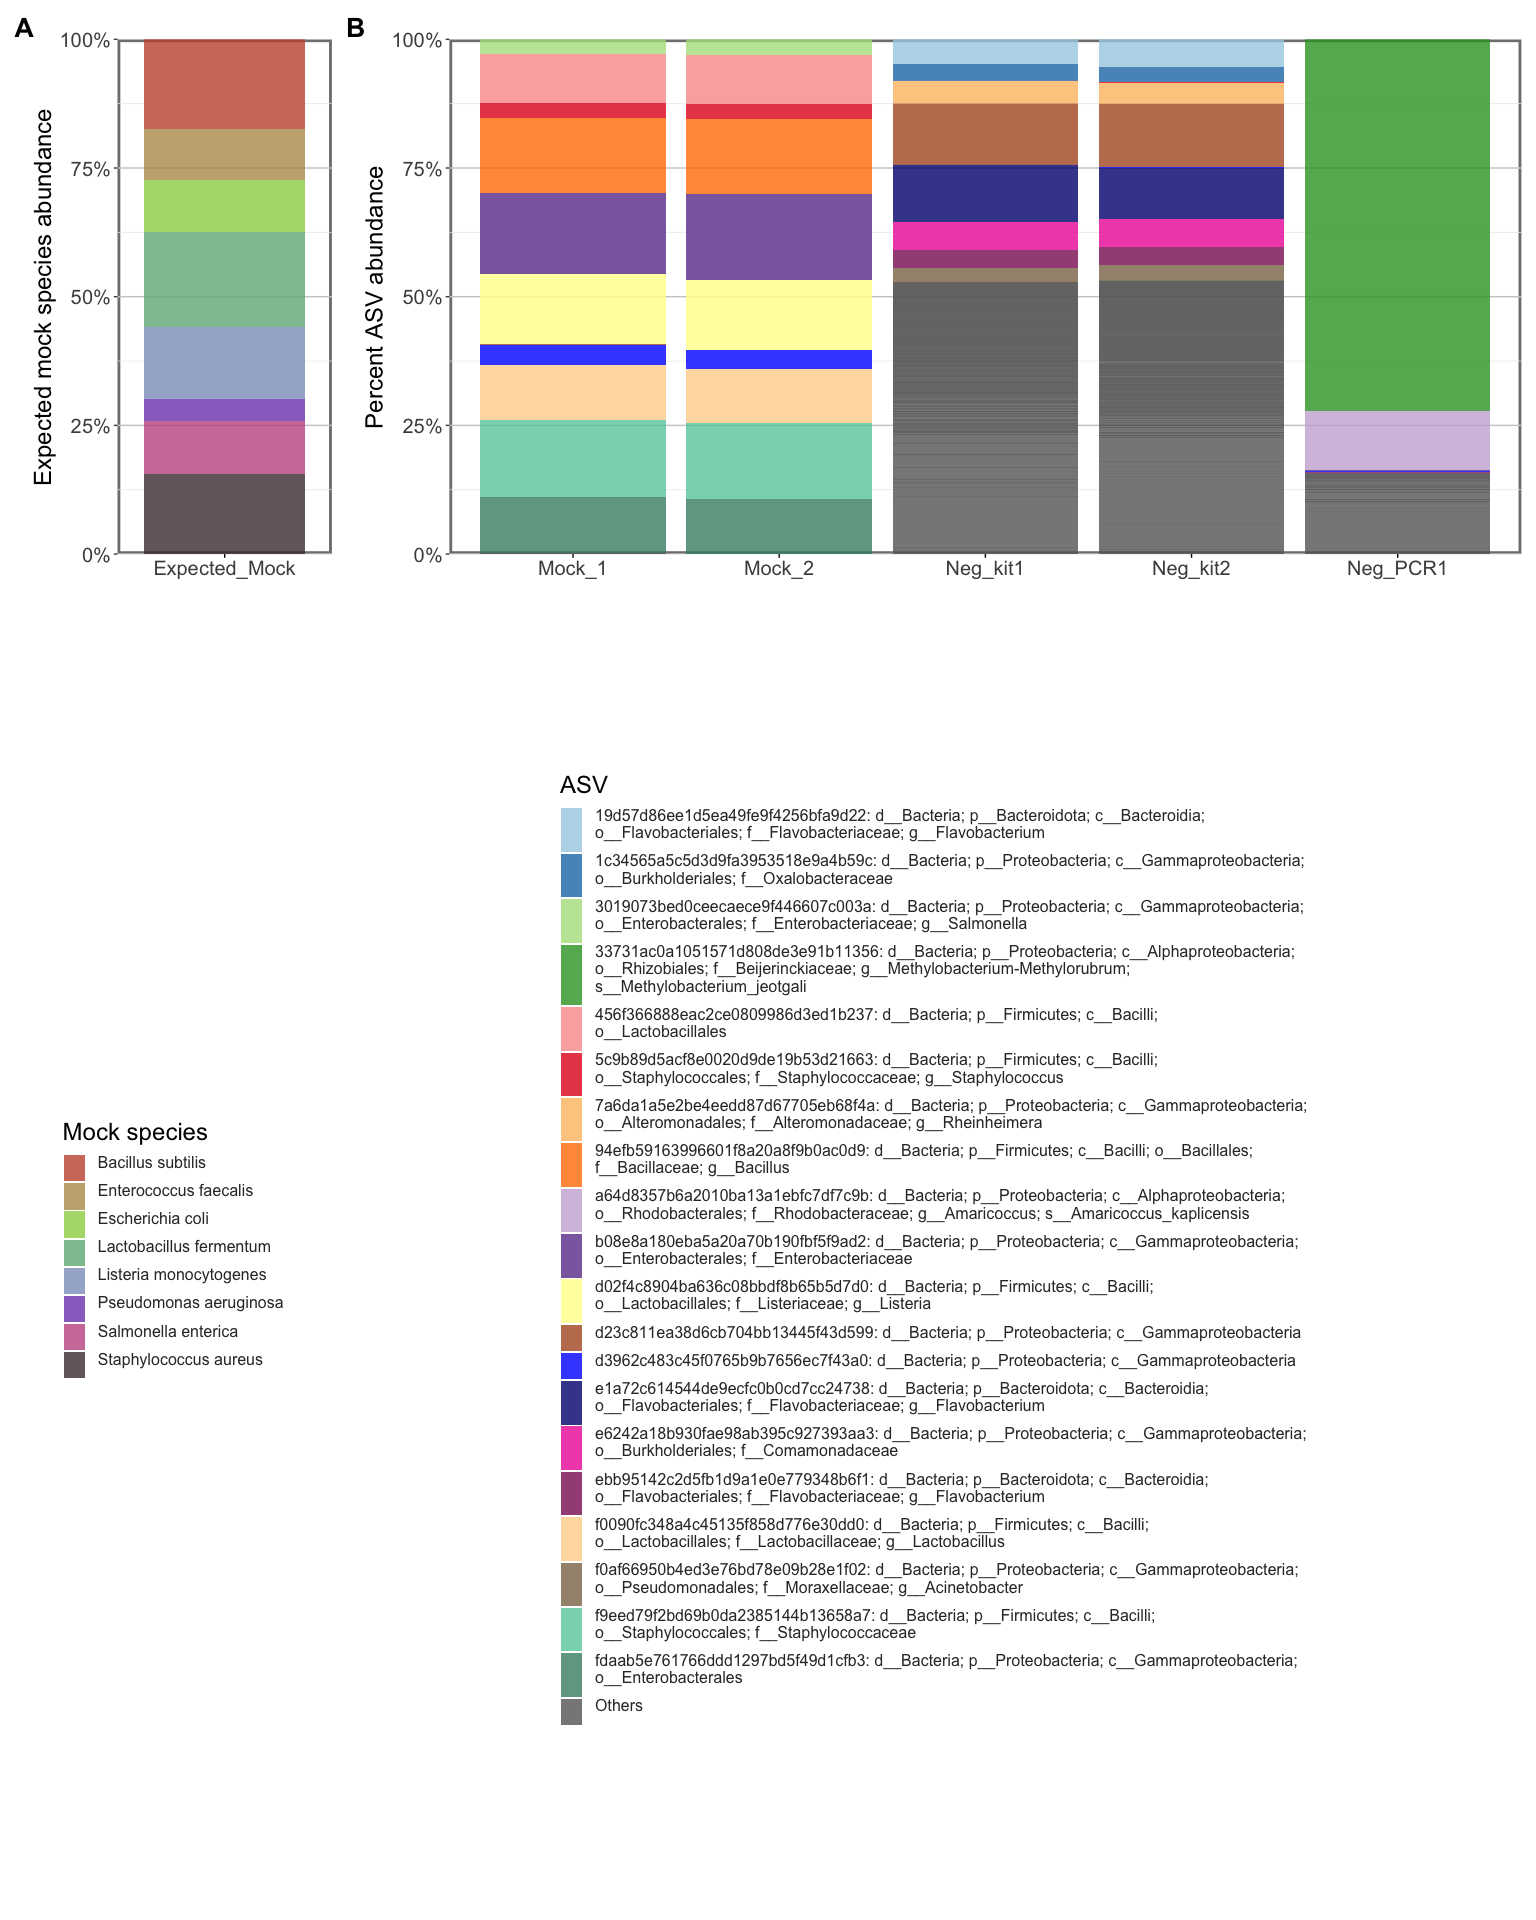 A
B
Expected mock species abundance
100%
75%
50%
25%
0%
Expected_Mock
Percent ASV abundance
100%
75%
50%
25%
0%
Mock_1
Mock_2
Neg_kit1
Neg_kit2
Neg_PCR1
Mock species
Bacillus subtilis
Enterococcus faecalis
Escherichia coli
Lactobacillus fermentum
Listeria monocytogenes
Pseudomonas aeruginosa
Salmonella enterica
Staphylococcus aureus
ASV
19d57d86ee1d5ea49fe9f4256bfa9d22: d__Bacteria; p__Bacteroidota; c__Bacteroidia;
o__Flavobacteriales; f__Flavobacteriaceae; g__Flavobacterium
1c34565a5c5d3d9fa3953518e9a4b59c: d__Bacteria; p__Proteobacteria; c__Gammaproteobacteria;
o__Burkholderiales; f__Oxalobacteraceae
3019073bed0ceecaece9f446607c003a: d__Bacteria; p__Proteobacteria; c__Gammaproteobacteria;
o__Enterobacterales; f__Enterobacteriaceae; g__Salmonella
33731ac0a1051571d808de3e91b11356: d__Bacteria; p__Proteobacteria; c__Alphaproteobacteria;
o__Rhizobiales; f__Beijerinckiaceae; g__Methylobacterium-Methylorubrum;
s__Methylobacterium_jeotgali
456f366888eac2ce0809986d3ed1b237: d__Bacteria; p__Firmicutes; c__Bacilli;
o__Lactobacillales
5c9b89d5acf8e0020d9de19b53d21663: d__Bacteria; p__Firmicutes; c__Bacilli;
o__Staphylococcales; f__Staphylococcaceae; g__Staphylococcus
7a6da1a5e2be4eedd87d67705eb68f4a: d__Bacteria; p__Proteobacteria; c__Gammaproteobacteria;
o__Alteromonadales; f__Alteromonadaceae; g__Rheinheimera
94efb59163996601f8a20a8f9b0ac0d9: d__Bacteria; p__Firmicutes; c__Bacilli; o__Bacillales;
f__Bacillaceae; g__Bacillus
a64d8357b6a2010ba13a1ebfc7df7c9b: d__Bacteria; p__Proteobacteria; c__Alphaproteobacteria;
o__Rhodobacterales; f__Rhodobacteraceae; g__Amaricoccus; s__Amaricoccus_kaplicensis
b08e8a180eba5a20a70b190fbf5f9ad2: d__Bacteria; p__Proteobacteria; c__Gammaproteobacteria;
o__Enterobacterales; f__Enterobacteriaceae
d02f4c8904ba636c08bbdf8b65b5d7d0: d__Bacteria; p__Firmicutes; c__Bacilli;
o__Lactobacillales; f__Listeriaceae; g__Listeria
d23c811ea38d6cb704bb13445f43d599: d__Bacteria; p__Proteobacteria; c__Gammaproteobacteria
d3962c483c45f0765b9b7656ec7f43a0: d__Bacteria; p__Proteobacteria; c__Gammaproteobacteria
e1a72c614544de9ecfc0b0cd7cc24738: d__Bacteria; p__Bacteroidota; c__Bacteroidia;
o__Flavobacteriales; f__Flavobacteriaceae; g__Flavobacterium
e6242a18b930fae98ab395c927393aa3: d__Bacteria; p__Proteobacteria; c__Gammaproteobacteria;
o__Burkholderiales; f__Comamonadaceae
ebb95142c2d5fb1d9a1e0e779348b6f1: d__Bacteria; p__Bacteroidota; c__Bacteroidia;
o__Flavobacteriales; f__Flavobacteriaceae; g__Flavobacterium
f0090fc348a4c45135f858d776e30dd0: d__Bacteria; p__Firmicutes; c__Bacilli;
o__Lactobacillales; f__Lactobacillaceae; g__Lactobacillus
f0af66950b4ed3e76bd78e09b28e1f02: d__Bacteria; p__Proteobacteria; c__Gammaproteobacteria;
o__Pseudomonadales; f__Moraxellaceae; g__Acinetobacter
f9eed79f2bd69b0da2385144b13658a7: d__Bacteria; p__Firmicutes; c__Bacilli;
o__Staphylococcales; f__Staphylococcaceae
fdaab5e761766ddd1297bd5f49d1cfb3: d__Bacteria; p__Proteobacteria; c__Gammaproteobacteria;
o__Enterobacterales
Others